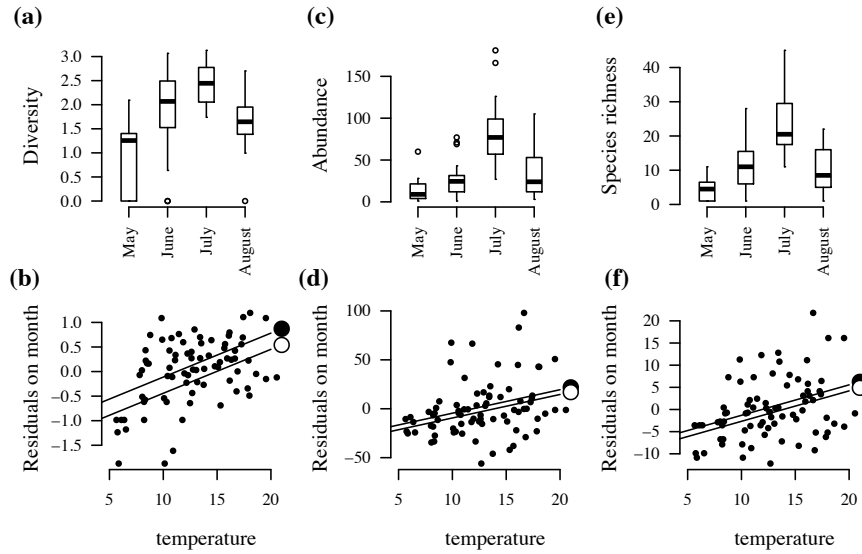 (a)
Diversity
3.0
2.5
2.0
1.5
1.0
0.5
0.0
May
June
July
August
(c)
Abundance
150
100
50
0
May
June
July
August
(e)
Species richness
40
30
20
10
0
May
June
July
August
(b)
Residuals on month
1.0
0.5
0.0
−0.5
−1.0
−1.5
5
10
15
20
temperature
(d)
Residuals on month
100
50
0
−50
5
10
15
20
temperature
(f)
Residuals on month
20
15
10
5
0
−5
−10
5
10
15
20
temperature